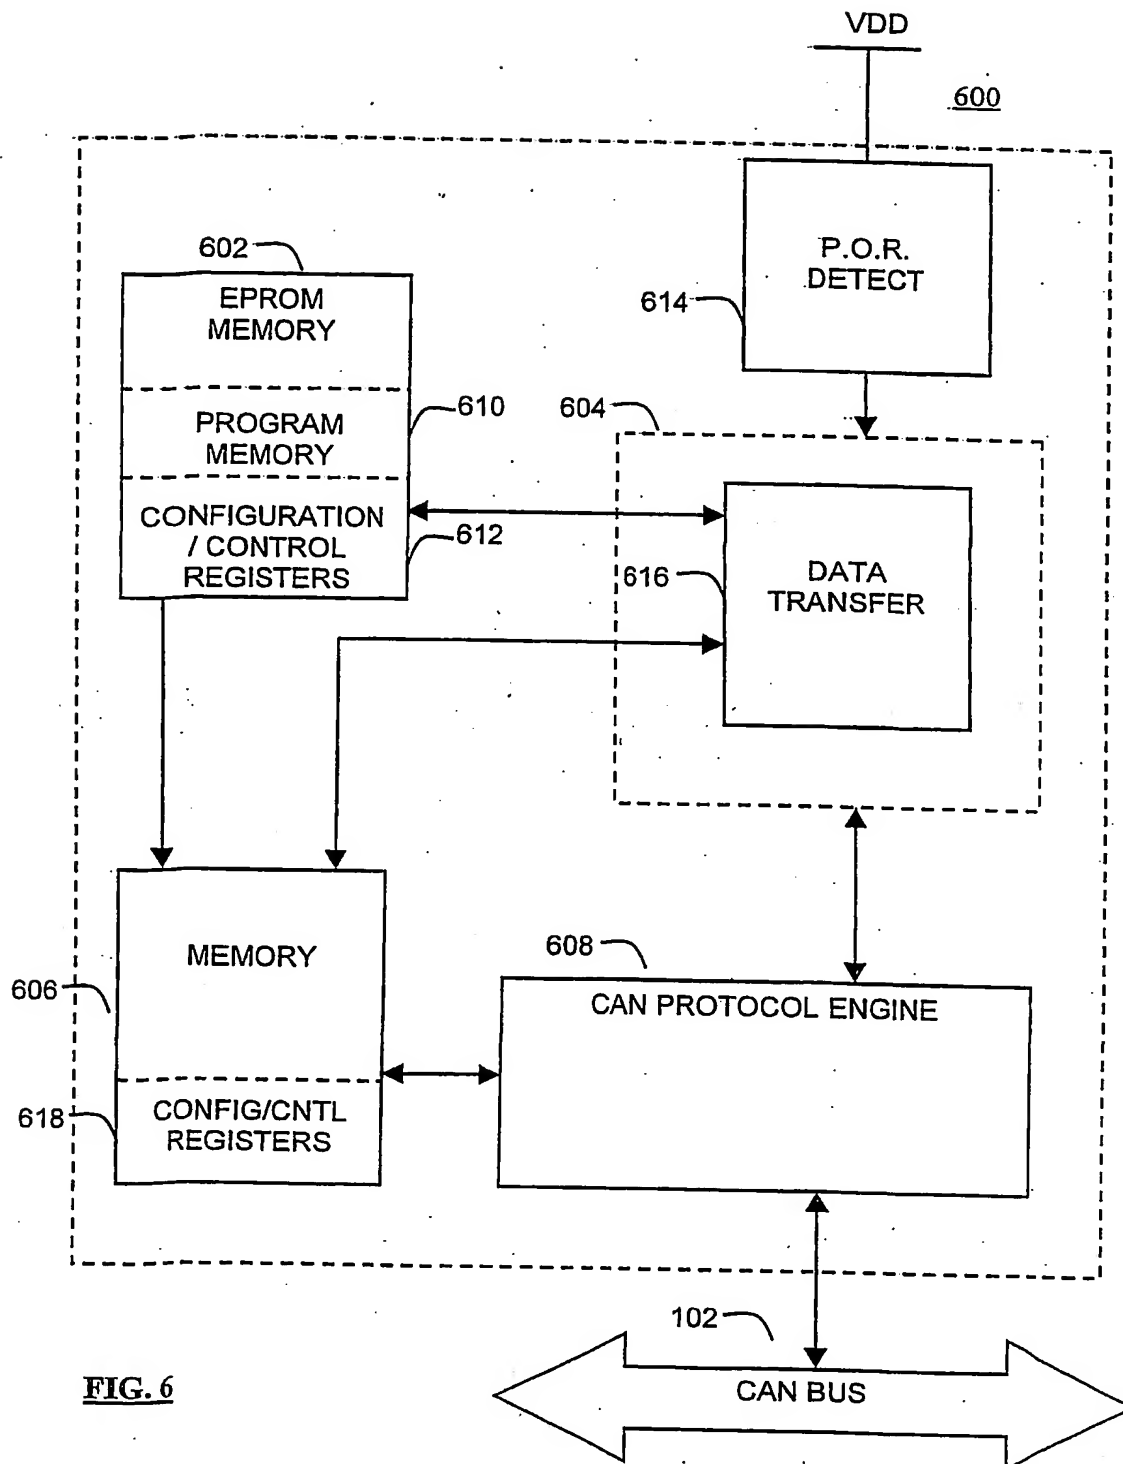 VDD
600
P.O.R.
DETECT
614
602
EPROM
MEMORY
PROGRAM
MEMORY
610
CONFIGURATION
/ CONTROL
REGISTERS
612
604
616
DATA
TRANSFER
MEMORY
606
CONFIG/CNTL
REGISTERS
618
608
CAN PROTOCOL ENGINE
102
CAN BUS
FIG. 6